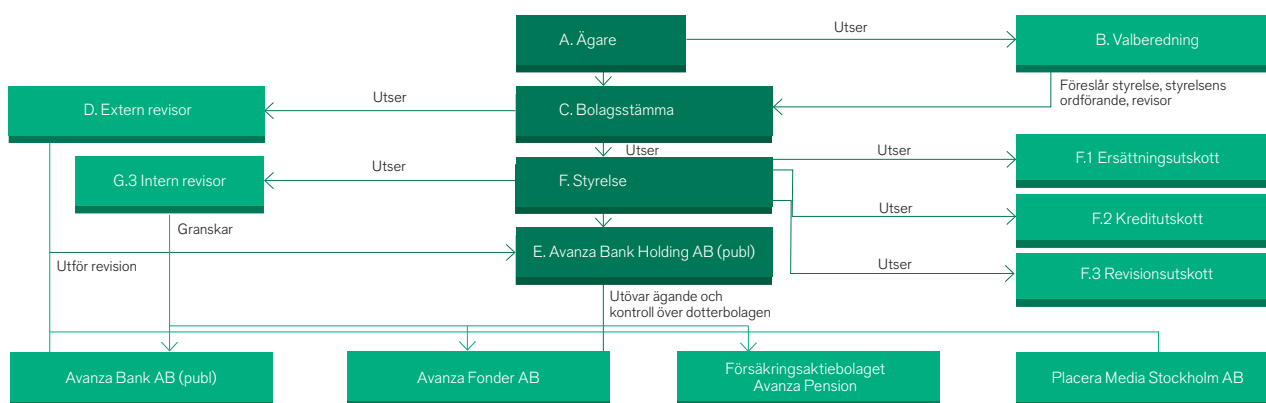 A. Ägare
Utser
B. Valberedning
Föreslår styrelse, styrelsens
ordförande, revisor
D. Extern revisor
Utser
C. Bolagsstämma
Utser
G.3 Intern revisor
Utser
F. Styrelse
Utser
F.1 Ersättningsutskott
Utser
F.2 Kreditutskott
Granskar
E. Avanza Bank Holding AB (publ)
Utser
F.3 Revisionsutskott
Utför revision
Utövar ägande och
kontroll över dotterbolagen
Avanza Bank AB (publ)
Avanza Fonder AB
Försäkringsaktiebolaget
Avanza Pension
Placera Media Stockholm AB